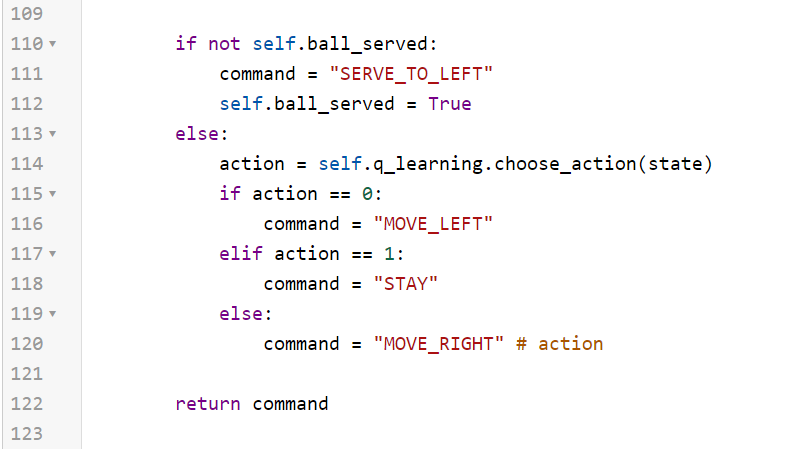 109
110 if not self.ball_served:
111 command = "SERVE_TO_LEFT"
112 self.ball_served = True
113 else:
114 action = self.q_learning.choose_action(state)
115 if action == 0:
116 command = "MOVE_LEFT"
117 elif action == 1:
118 command = "STAY"
119 else:
120 command = "MOVE_RIGHT" # action
121
122 return command
123